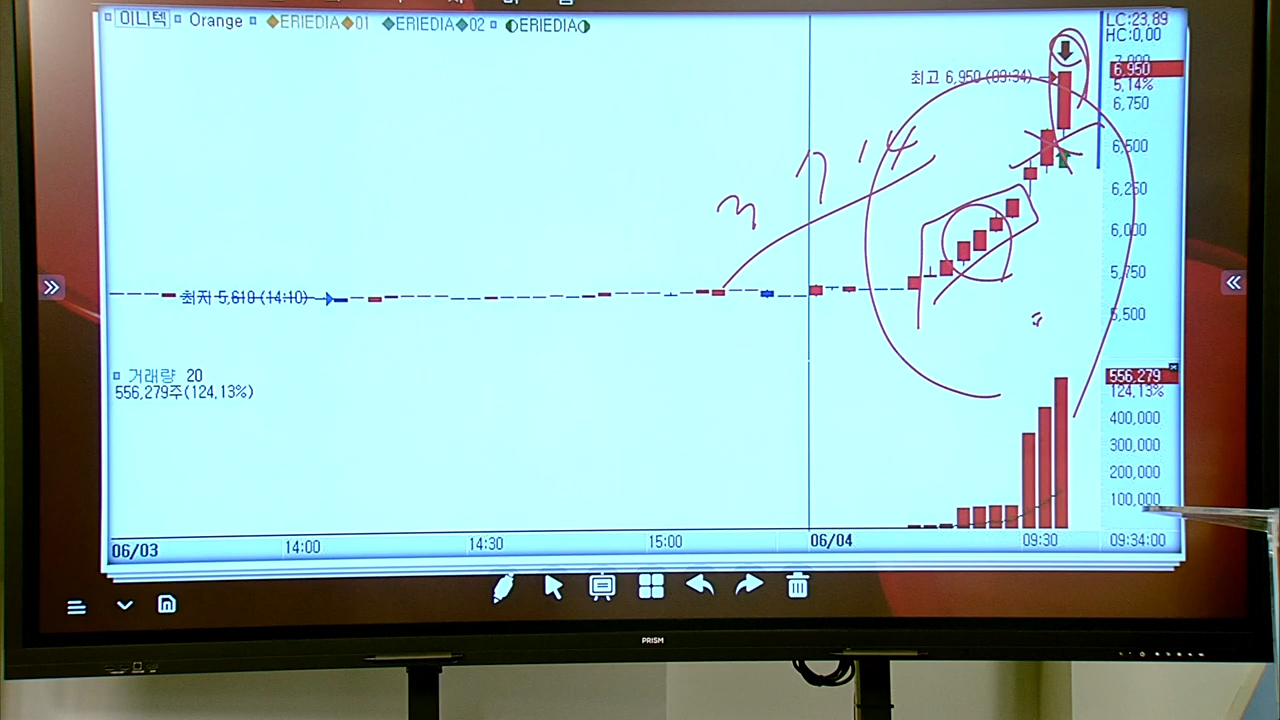 이니텍 Orange ERIEDIA 01 ERIEDIA 02 ERIEDIA
LC:23,89
HC:0,00
7,000
최고 6,950 (09:34)
6,950
5,14%
6,750
6,500
6,250
6,000
5,750
5,500
최저 5,610 (14:10)
거래량 20
556,279주(124,13%)
556,279
124,13%
400,000
300,000
200,000
100,000
06/03 14:00 14:30 15:00 06/04 09:30 09:34:00
PRISM